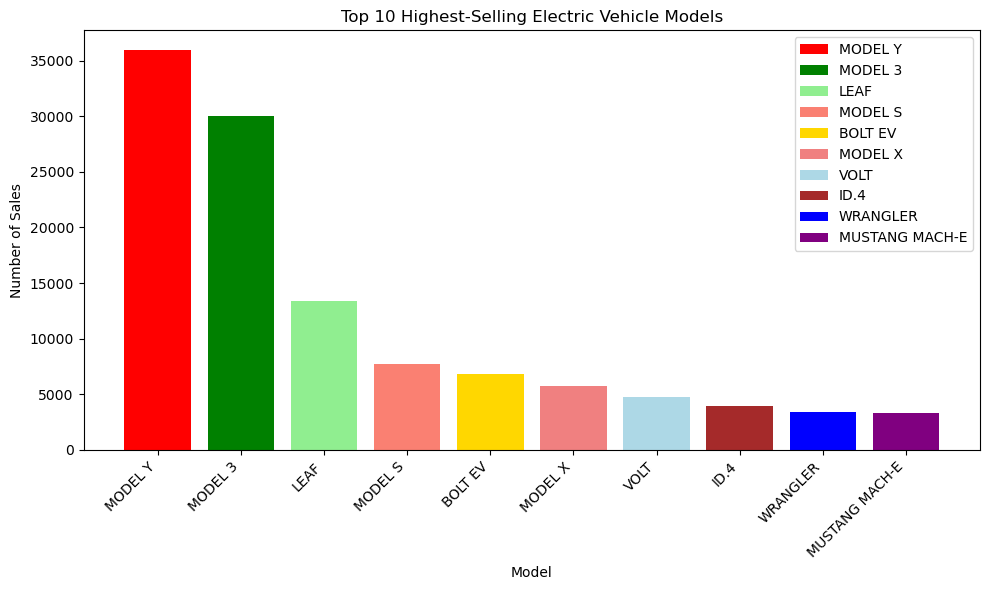 Top 10 Highest-Selling Electric Vehicle Models
Number of Sales
35000
30000
25000
20000
15000
10000
5000
0
MODEL Y
MODEL 3
LEAF
MODEL S
BOLT EV
MODEL X
VOLT
ID.4
WRANGLER
MUSTANG MACH-E
MODEL Y
MODEL 3
LEAF
MODEL S
BOLT EV
MODEL X
VOLT
ID.4
WRANGLER
MUSTANG MACH-E
Model